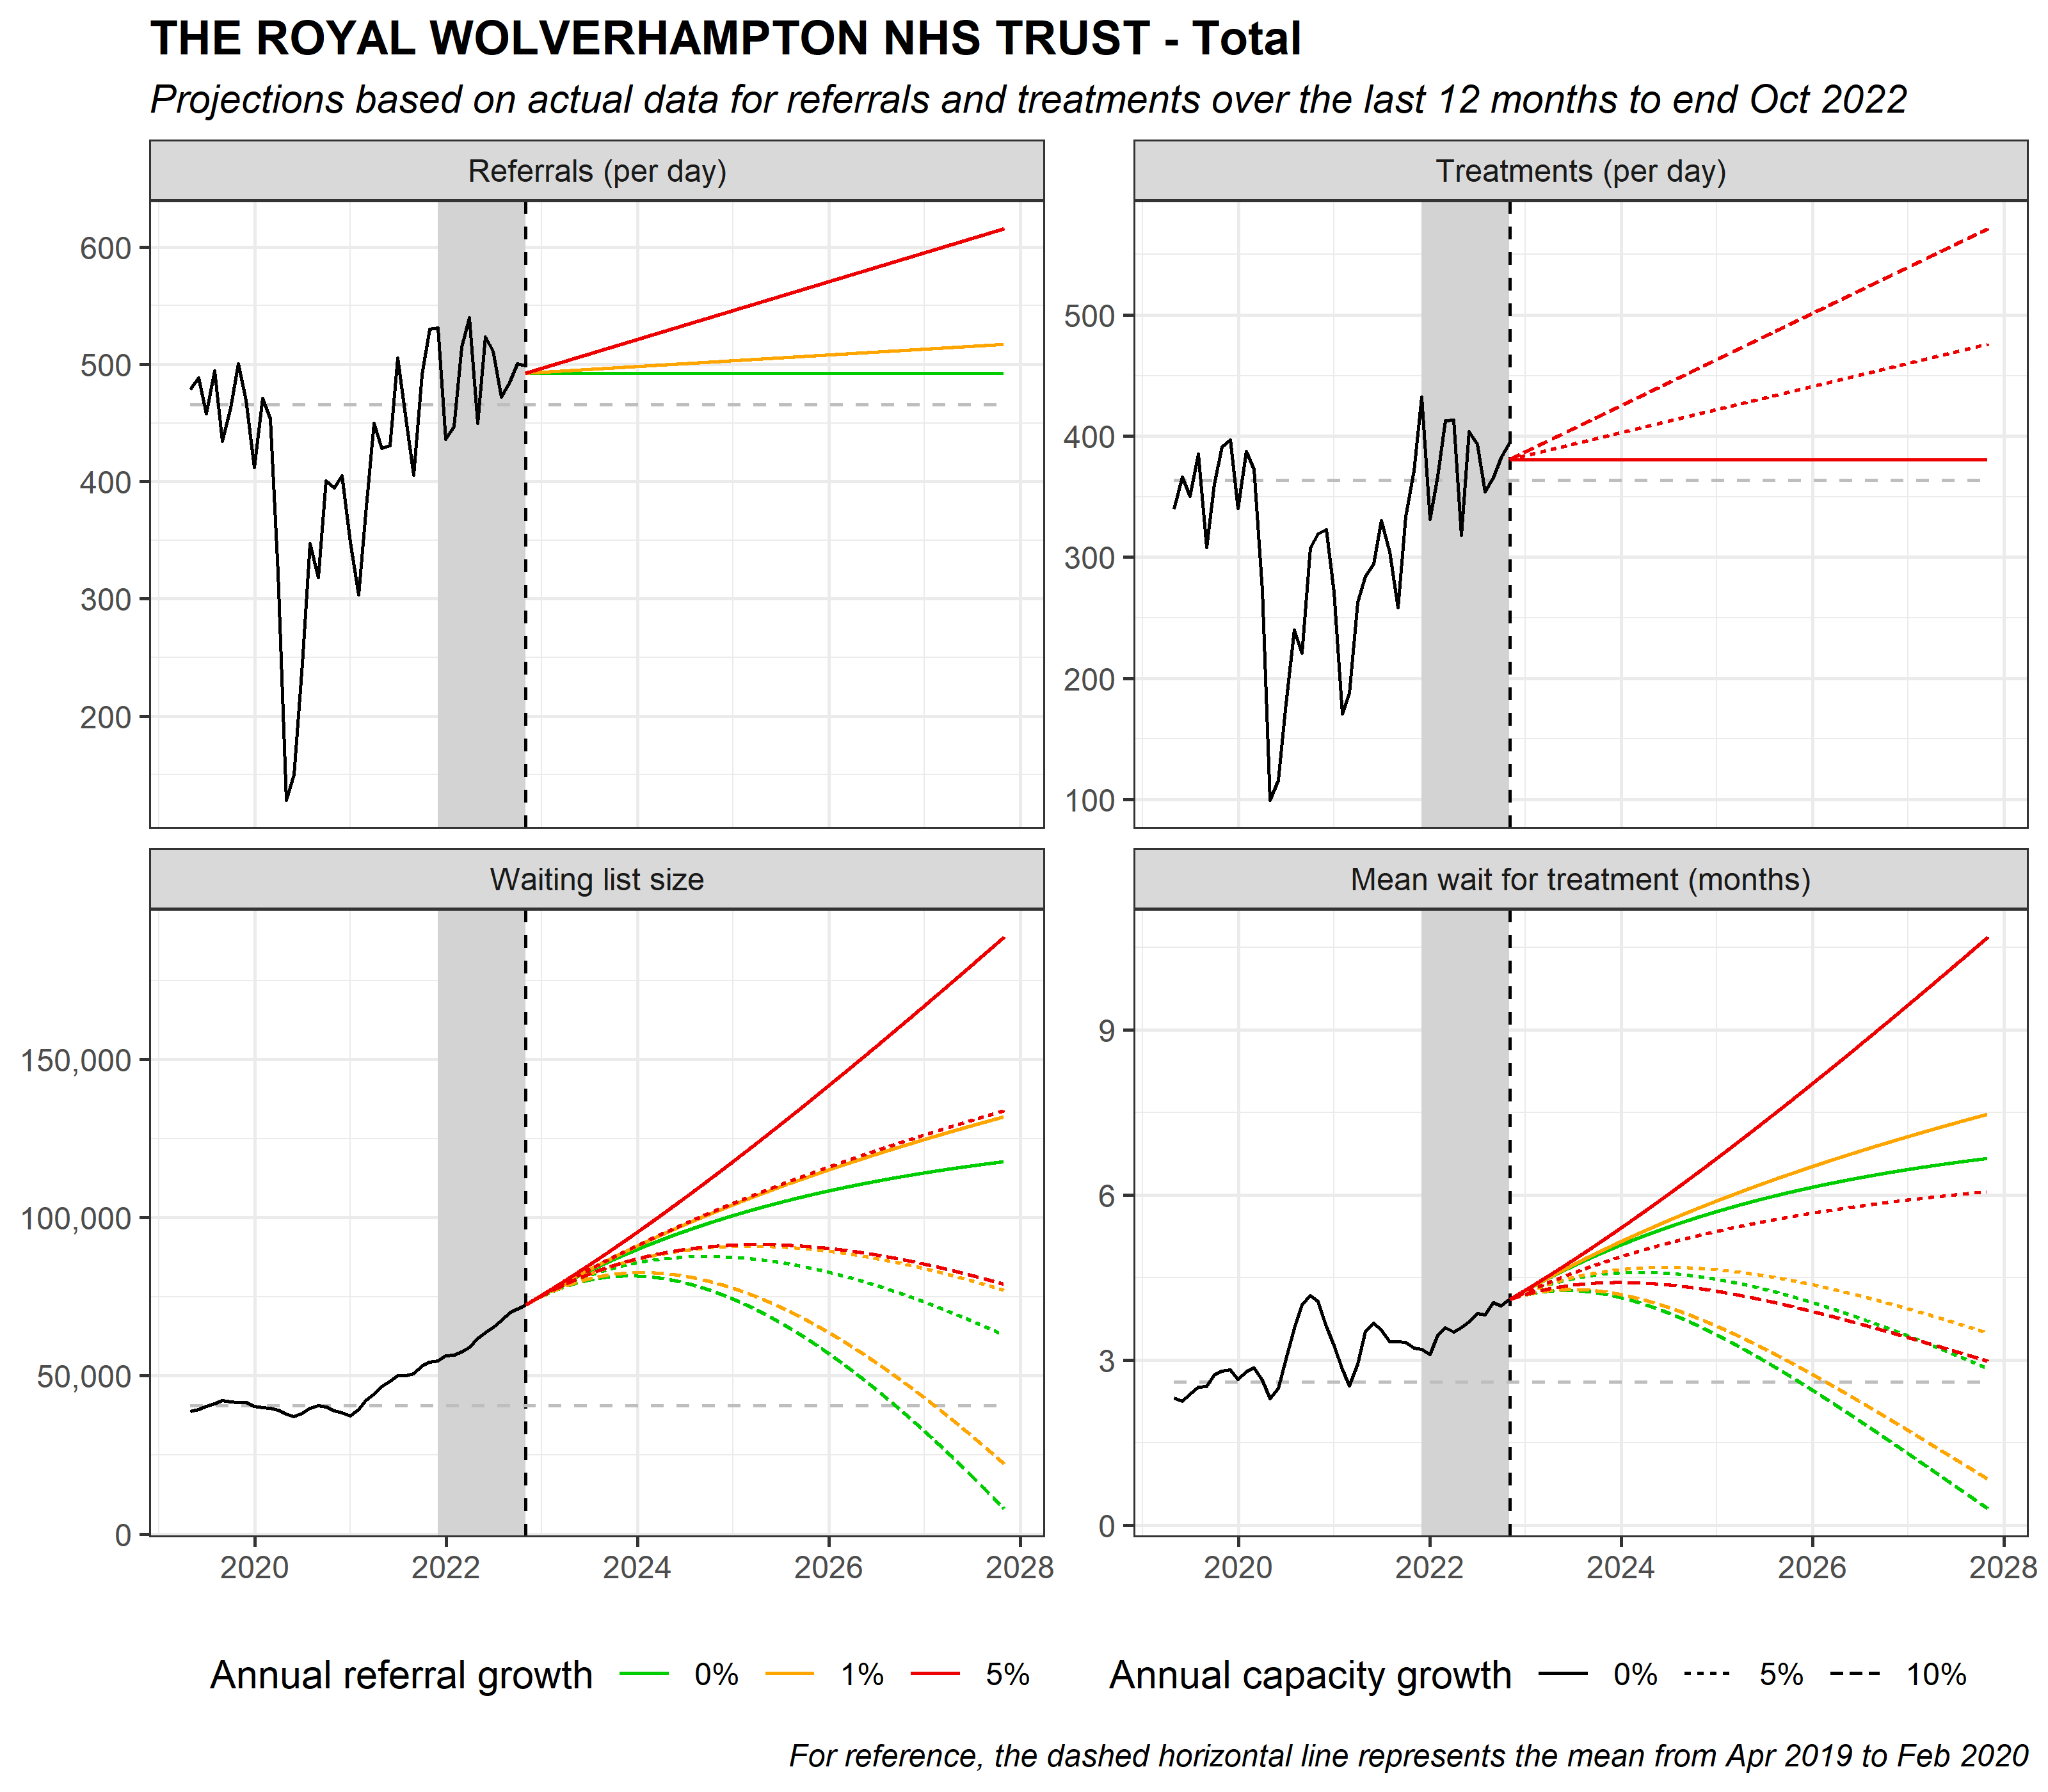 THE ROYAL WOLVERHAMPTON NHS TRUST - Total
Projections based on actual data for referrals and treatments over the last 12 months to end Oct 2022
Referrals (per day)
600
500
400
300
200
Treatments (per day)
500
400
300
200
100
Waiting list size
150,000
100,000
50,000
0
2020 2022 2024 2026 2028
Mean wait for treatment (months)
9
6
3
0
2020 2022 2024 2026 2028
Annual referral growth 0% 1% 5%
Annual capacity growth 0% 5% 10%
For reference, the dashed horizontal line represents the mean from Apr 2019 to Feb 2020